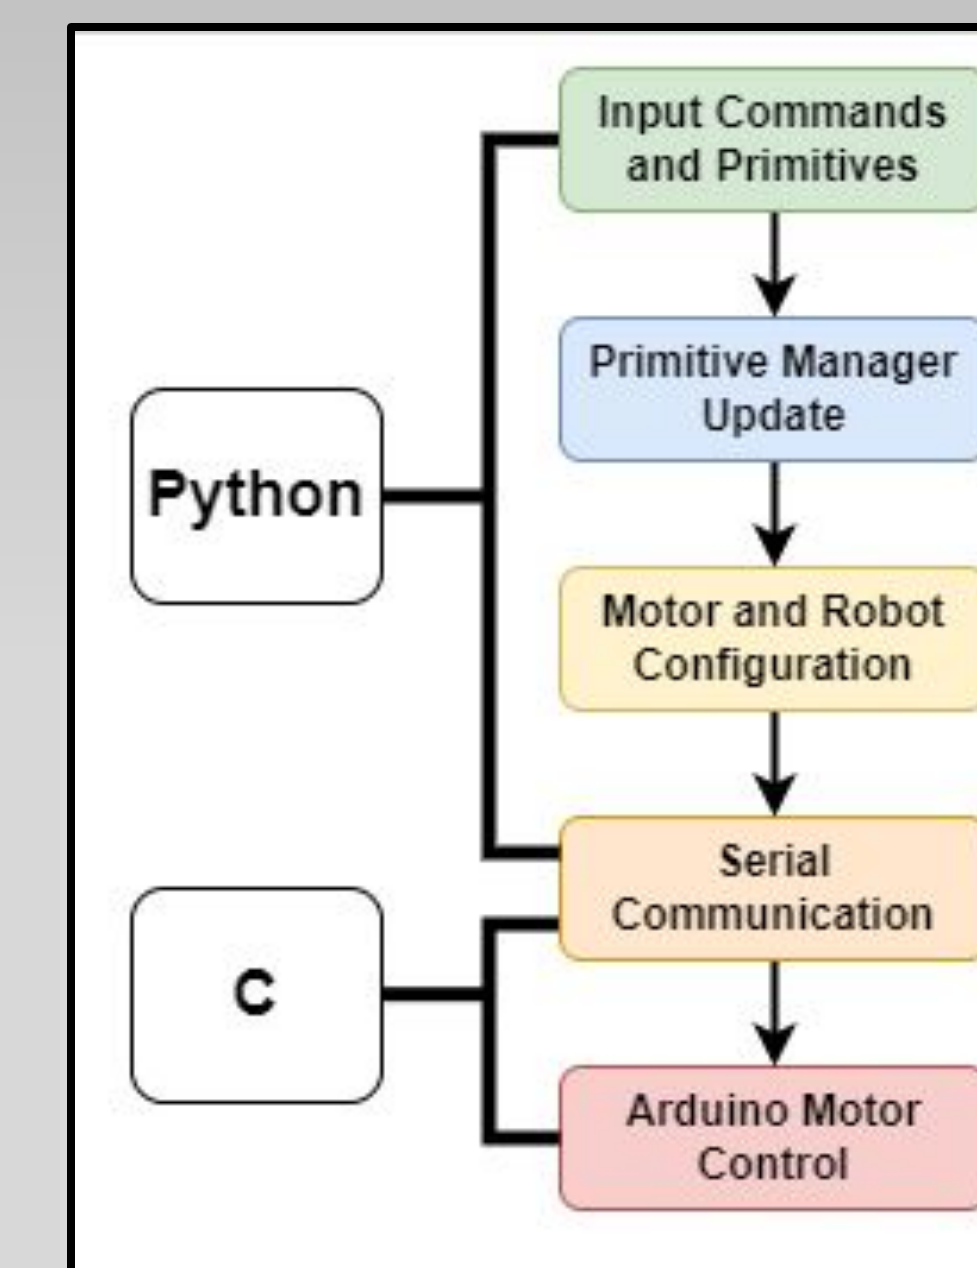 Input Commands
and Primitives
Primitive Manager
Update
Python
Motor and Robot
Configuration
Serial
Communication
C
Arduino Motor
Control